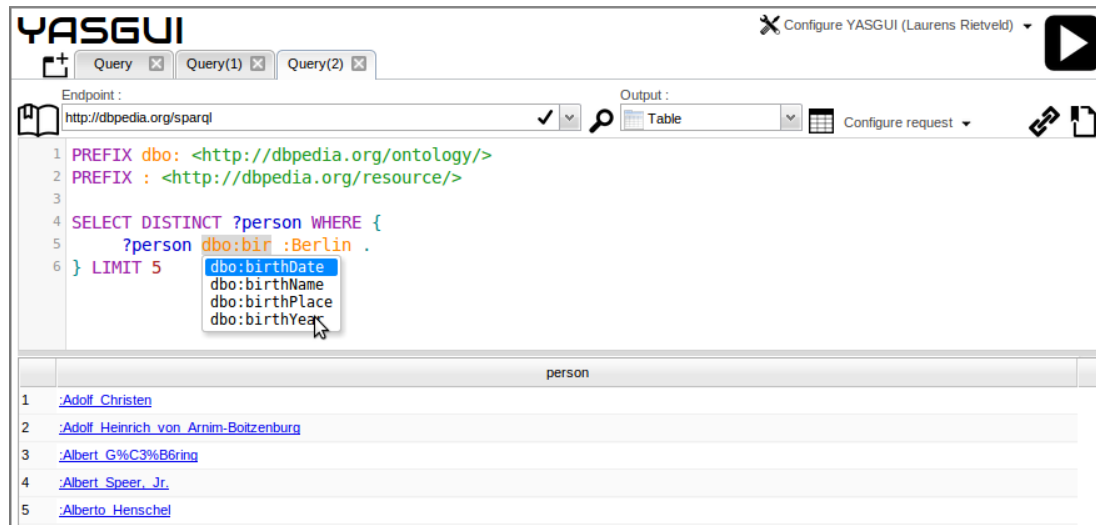 YASGUI
Configure YASGUI (Laurens Rietveld)
Query
Query(1)
Query(2)
Endpoint :
Output :
http://dbpedia.org/sparql
Table
Configure request
1 PREFIX dbo: <http://dbpedia.org/ontology/>
2 PREFIX : <http://dbpedia.org/resource/>
3
4 SELECT DISTINCT ?person WHERE {
5 ?person dbo:bir :Berlin .
6 } LIMIT 5
dbo:birthDate
dbo:birthName
dbo:birthPlace
dbo:birthYear
person
1 :Adolf_Christen
2 :Adolf_Heinrich_von_Arnim-Boitzenburg
3 :Albert_G%C3%B6ring
4 :Albert_Speer,_Jr.
5 :Alberto_Henschel